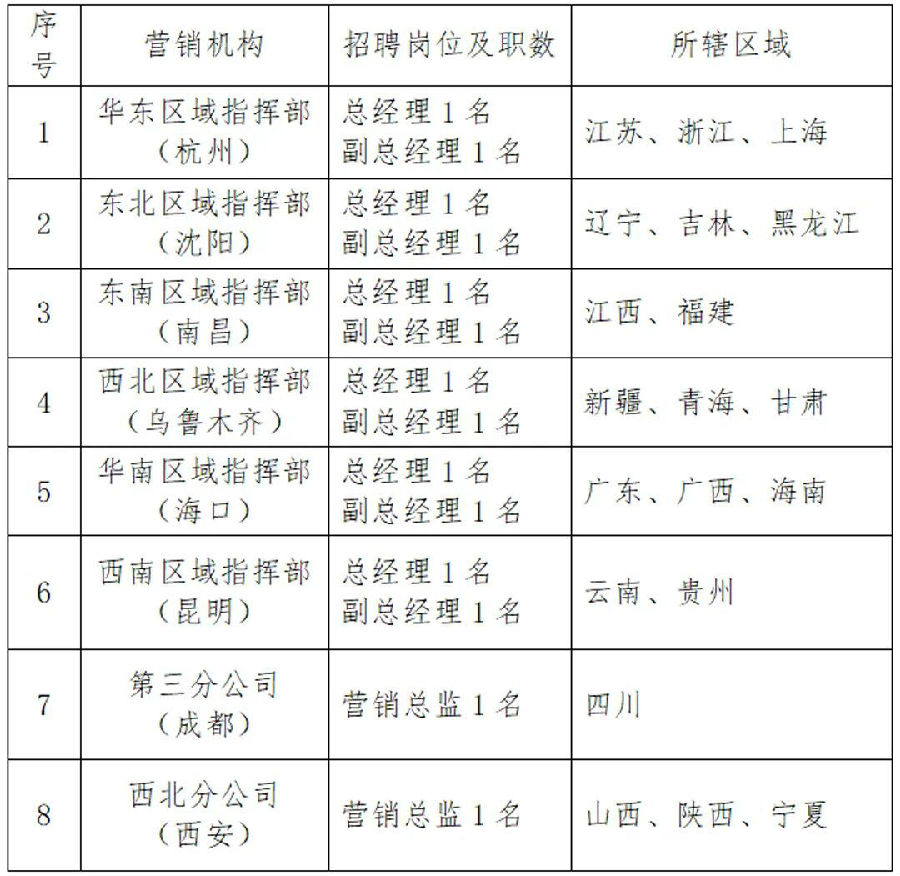 序号 营销机构 招聘岗位及职数 所辖区域
1 华东区域指挥部（杭州） 总经理1名 副总经理1名 江苏、浙江、上海
2 东北区域指挥部（沈阳） 总经理1名 副总经理1名 辽宁、吉林、黑龙江
3 东南区域指挥部（南昌） 总经理1名 副总经理1名 江西、福建
4 西北区域指挥部（乌鲁木齐） 总经理1名 副总经理1名 新疆、青海、甘肃
5 华南区域指挥部（海口） 总经理1名 副总经理1名 广东、广西、海南
6 西南区域指挥部（昆明） 总经理1名 副总经理1名 云南、贵州
7 第三分公司（成都） 营销总监1名 四川
8 西北分公司（西安） 营销总监1名 山西、陕西、宁夏